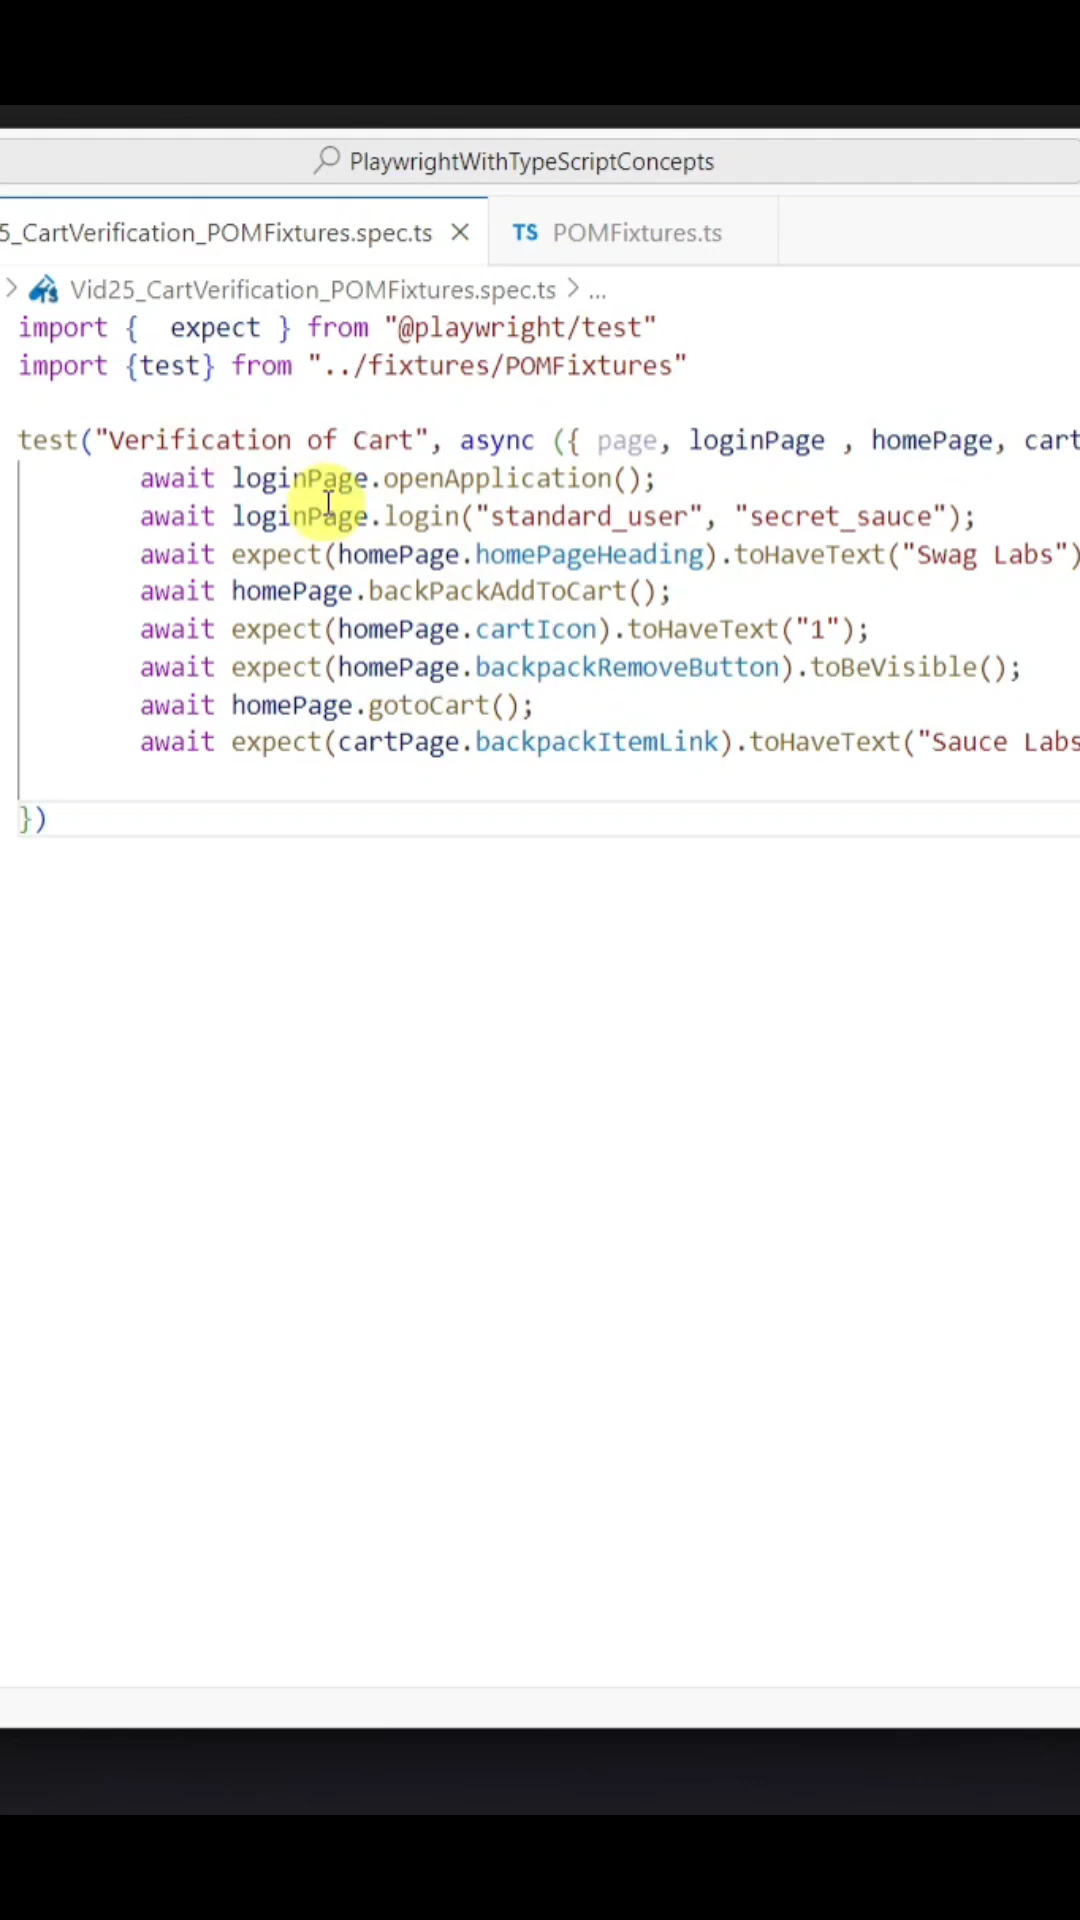 PlaywrightWithTypeScriptConcepts
5_CartVerification_POMFixtures.spec.ts
TS POMFixtures.ts
Vid25_CartVerification_POMFixtures.spec.ts > ...
import {  expect } from "@playwright/test"
import {test} from "../fixtures/POMFixtures"
test("Verification of Cart", async ({ page, loginPage , homePage, cart
await loginPage.openApplication();
await loginPage.login("standard_user", "secret_sauce");
await expect(homePage.homePageHeading).toHaveText("Swag Labs")
await homePage.backPackAddToCart();
await expect(homePage.cartIcon).toHaveText("1");
await expect(homePage.backpackRemoveButton).toBeVisible();
await homePage.gotoCart();
await expect(cartPage.backpackItemLink).toHaveText("Sauce Labs
})